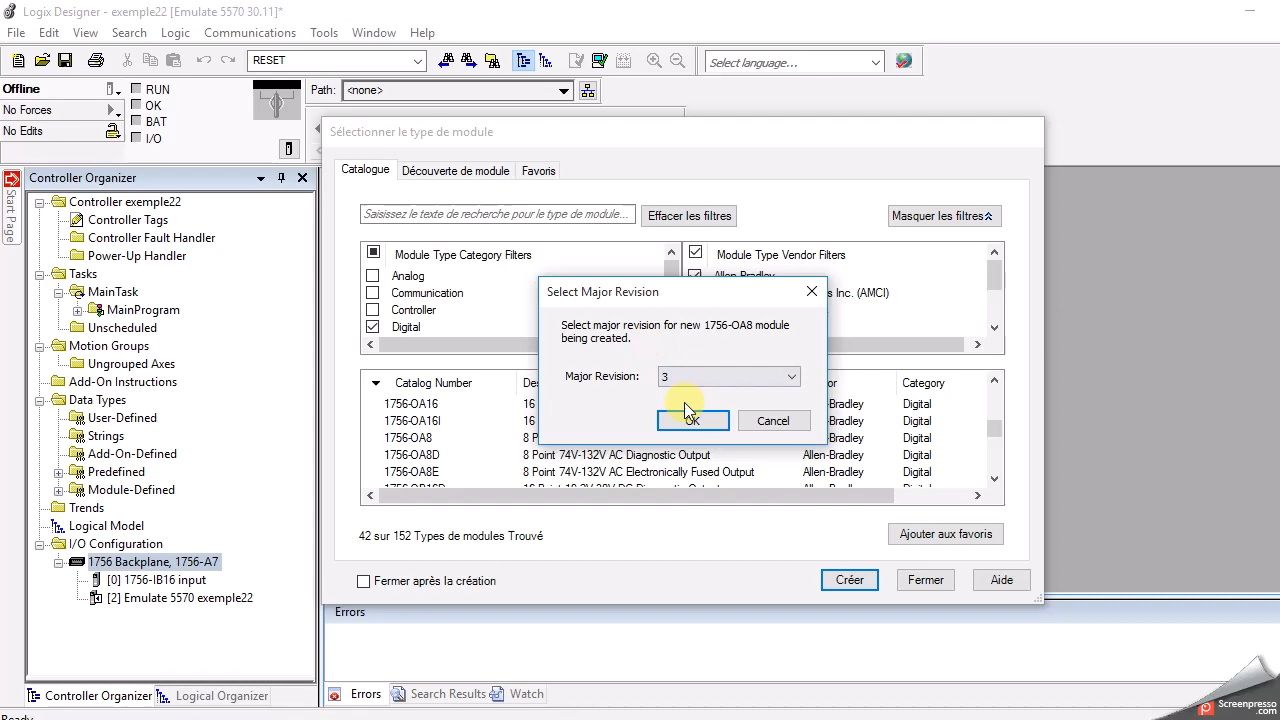 Logix Designer - exemple22 [Emulate 5570 30.11]*
File Edit View Search Logic Communications Tools Window Help
RESET
Select language...
Offline
RUN
Path: <none>
No Forces
OK
No Edits
BAT
I/O
Sélectionner le type de module
Start Page
Controller Organizer
Catalogue Découverte de module Favoris
Controller exemple22
Controller Tags
Controller Fault Handler
Power-Up Handler
Tasks
MainTask
MainProgram
Unscheduled
Motion Groups
Ungrouped Axes
Add-On Instructions
Data Types
User-Defined
Strings
Add-On-Defined
Predefined
Module-Defined
Trends
Logical Model
I/O Configuration
1756 Backplane, 1756-A7
[0] 1756-IB16 input
[2] Emulate 5570 exemple22
Controller Organizer Logical Organizer
Saisissez le texte de recherche pour le type de module... Effacer les filtres Masquer les filtres
Module Type Category Filters Module Type Vendor Filters
Analog
Communication s Inc. (AMCI)
Controller
Digital
Select Major Revision
Select major revision for new 1756-OA8 module
being created.
Major Revision: 3
OK Cancel
Catalog Number Category
1756-OA16 16 Digital
1756-OA16I 16 Digital
1756-OA8 8 Digital
1756-OA8D 8 Point 74V-132V AC Diagnostic Output Allen-Bradley Digital
1756-OA8E 8 Point 74V-132V AC Electronically Fused Output Allen-Bradley Digital
42 sur 152 Types de modules Trouvé Ajouter aux favoris
Fermer après la création Créer Fermer Aide
Errors
Errors Search Results Watch
Screenpresso
.com